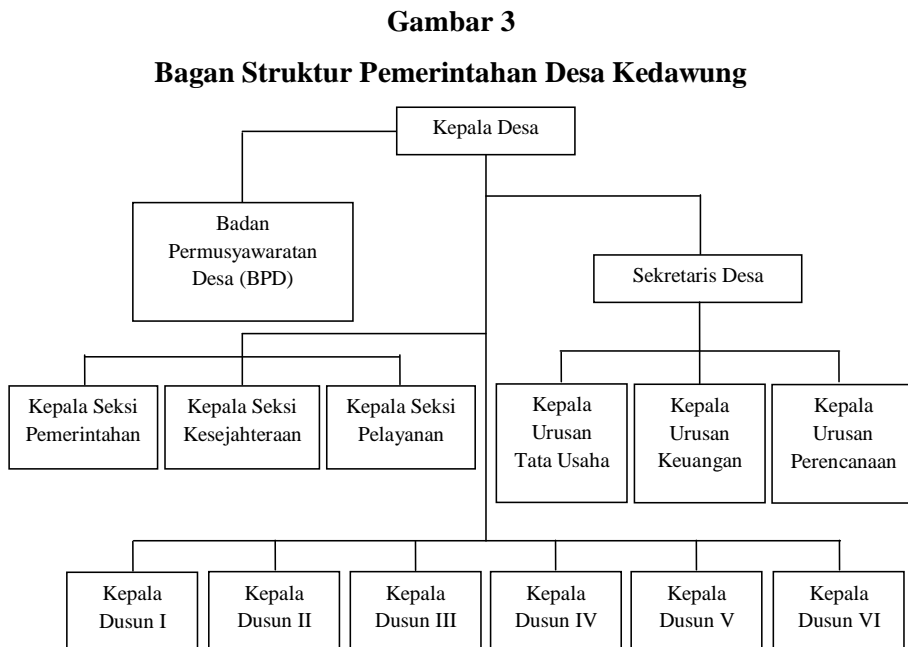 Gambar 3
Bagan Struktur Pemerintahan Desa Kedawung
Kepala Desa
Badan
Permusyawaratan
Desa (BPD)
Sekretaris Desa
Kepala Seksi
Pemerintahan
Kepala Seksi
Kesejahteraan
Kepala Seksi
Pelayanan
Kepala
Urusan
Tata Usaha
Kepala
Urusan
Keuangan
Kepala
Urusan
Perencanaan
Kepala
Dusun I
Kepala
Dusun II
Kepala
Dusun III
Kepala
Dusun IV
Kepala
Dusun V
Kepala
Dusun VI